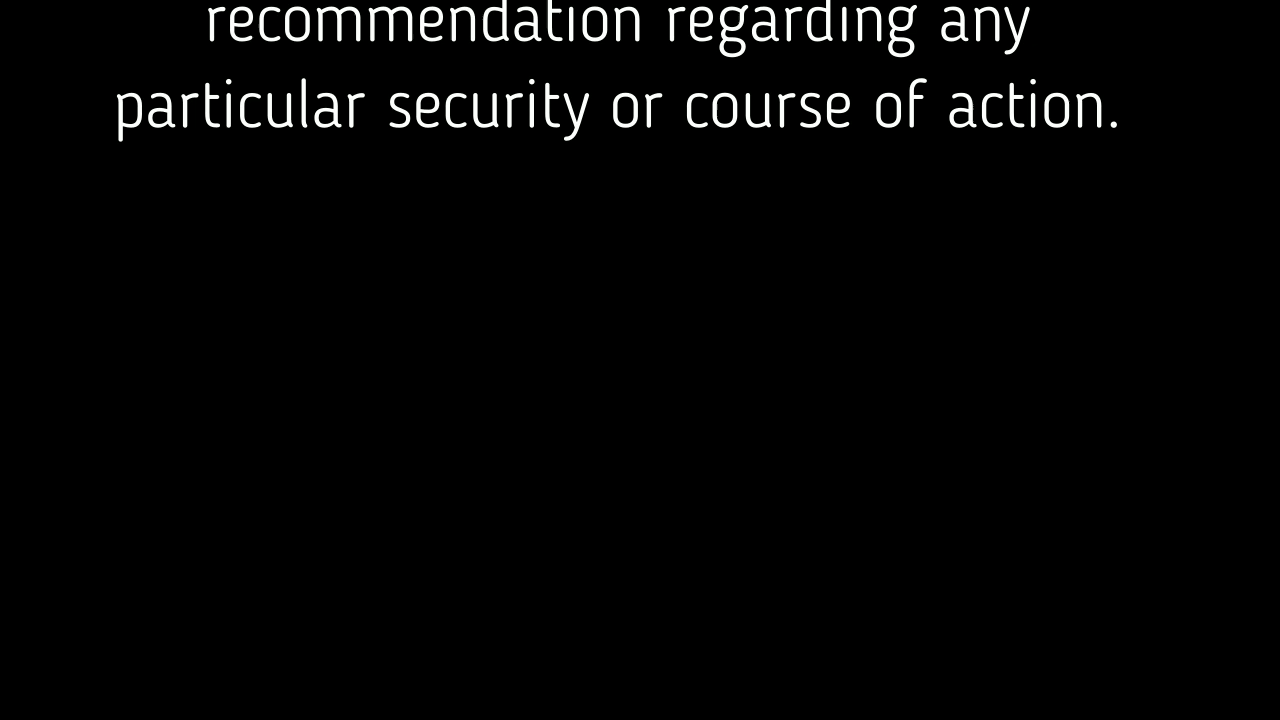 recommendation regarding any
particular security or course of action.